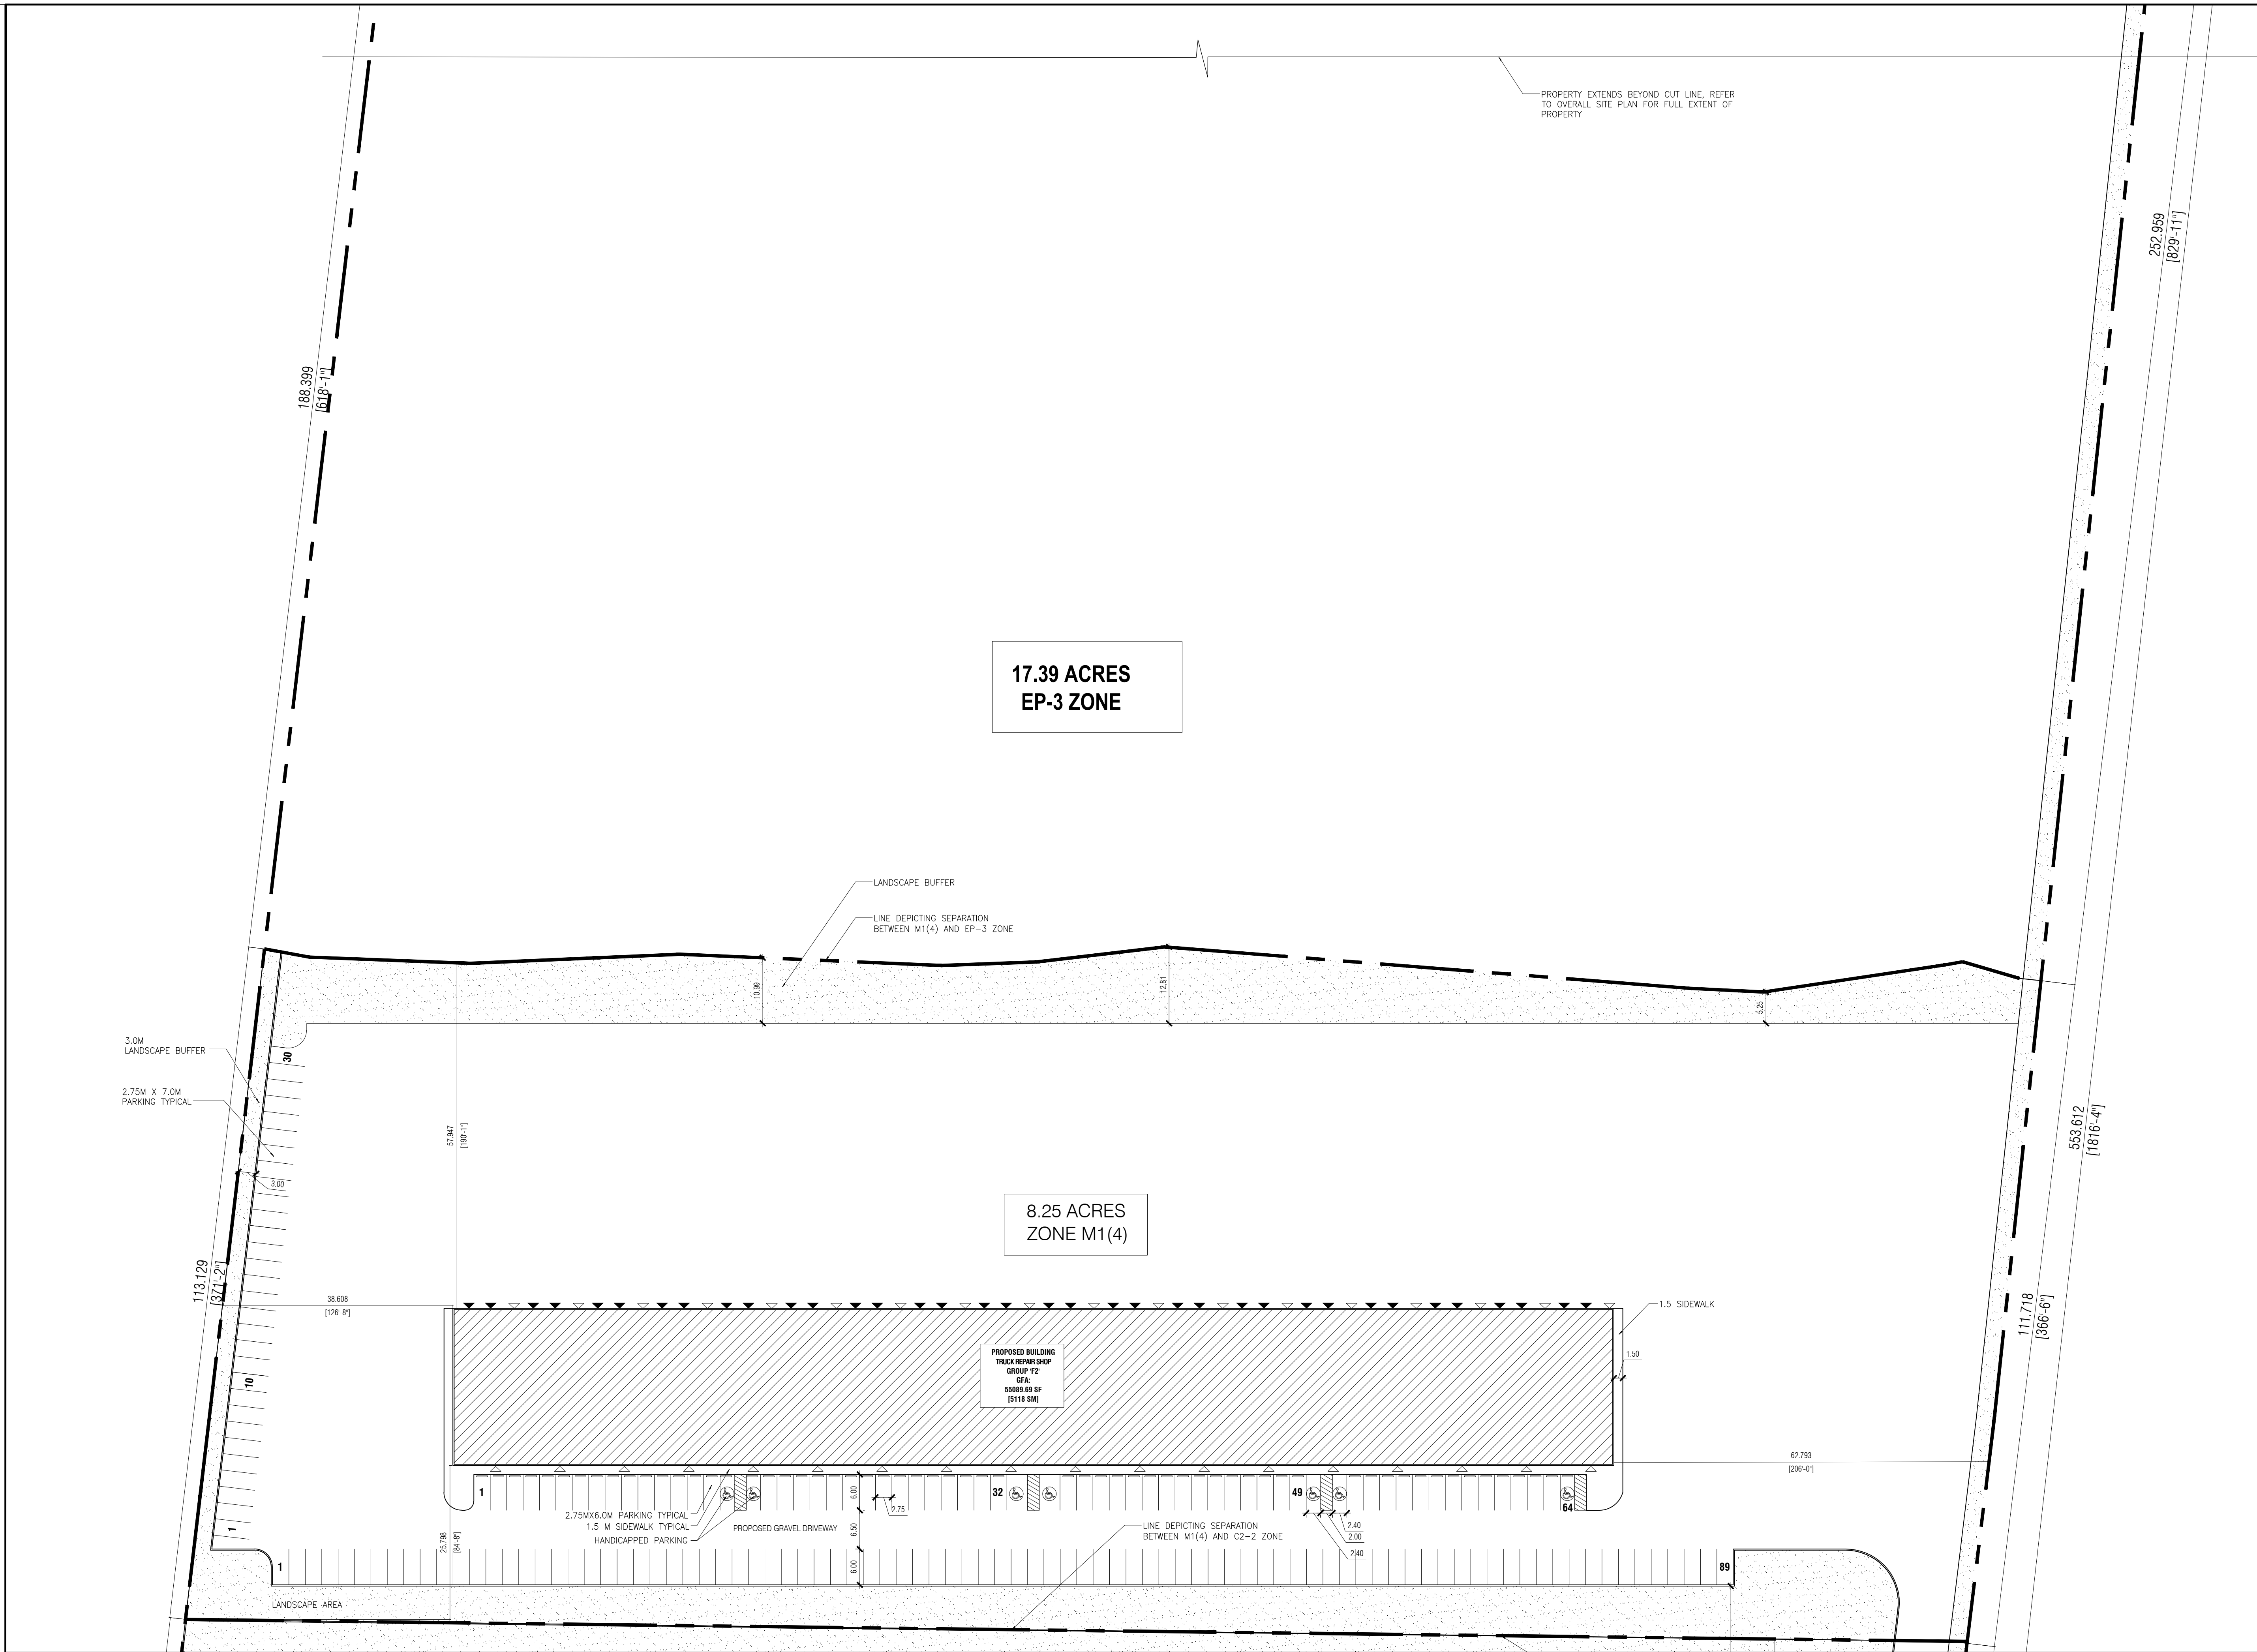 PROPERTY EXTENDS BEYOND CUT LINE, REFER
TO OVERALL SITE PLAN FOR FULL EXTENT OF
PROPERTY
252.959
[829'-11"]
188.399
[618'-1"]
17.39 ACRES
EP-3 ZONE
LANDSCAPE BUFFER
LINE DEPICTING SEPARATION
BETWEEN M1(4) AND EP-3 ZONE
10.99
12.81
5.25
3.0M
LANDSCAPE BUFFER
30
2.75M X 7.0M
PARKING TYPICAL
3.00
57.947
[190'-1"]
553.612
[1816'-4"]
8.25 ACRES
ZONE M1(4)
113.129
[371'-2"]
38.608
[126'-8"]
1.5 SIDEWALK
111.718
[366'-6"]
PROPOSED BUILDING
TRUCK REPAIR SHOP
GROUP 'F2'
GFA:
55089.69 SF
[5118 SM]
1.50
10
62.793
[206'-0"]
1
32
49
64
6.00
2.75
2.75MX6.0M PARKING TYPICAL
1.5 M SIDEWALK TYPICAL
HANDICAPPED PARKING
PROPOSED GRAVEL DRIVEWAY
6.50
LINE DEPICTING SEPARATION
BETWEEN M1(4) AND C2-2 ZONE
2.40
2.00
2.40
25.798
[84'-8"]
1
1
6.00
89
LANDSCAPE AREA